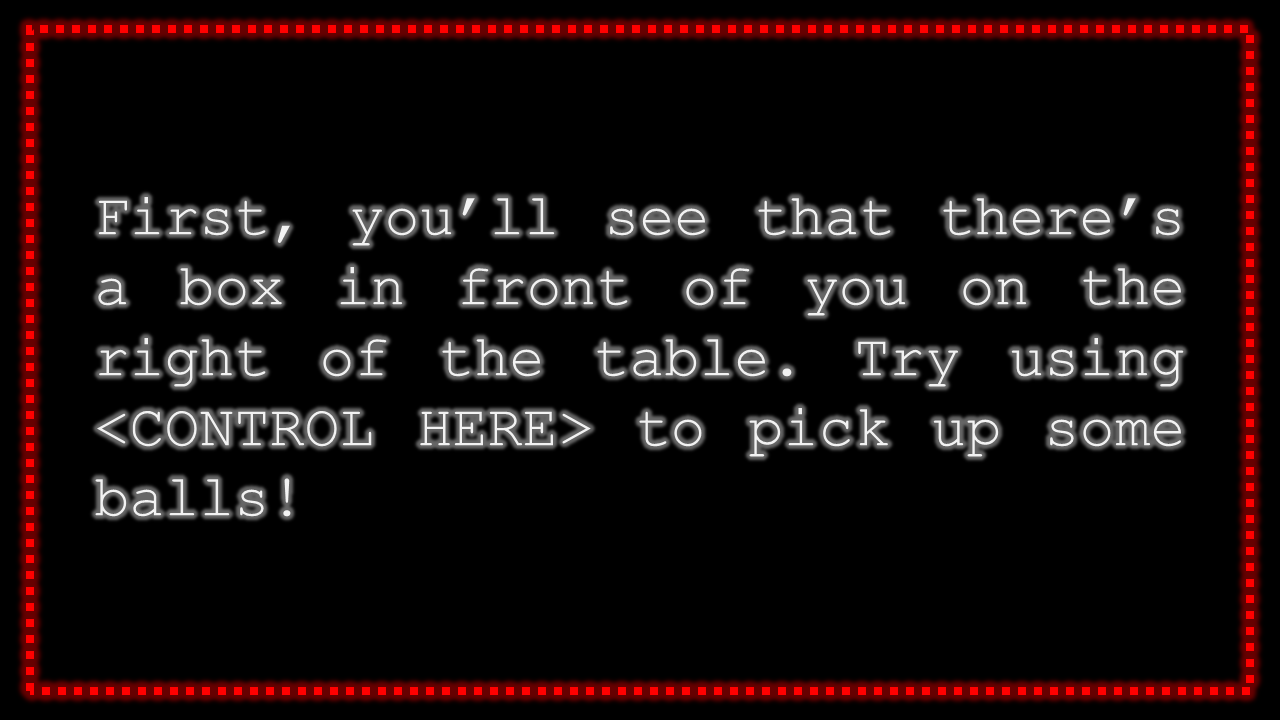 First, you’ll see that there’s
a box in front of you on the
right of the table. Try using
<CONTROL HERE> to pick up some
balls!